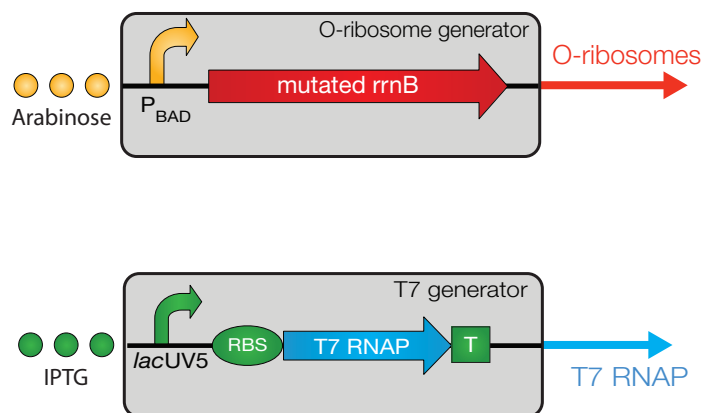 O-ribosome generator
O-ribosomes
mutated rrnB
Arabinose
PBAD
T7 generator
RBS
T7 RNAP
T
lacUV5
IPTG
T7 RNAP